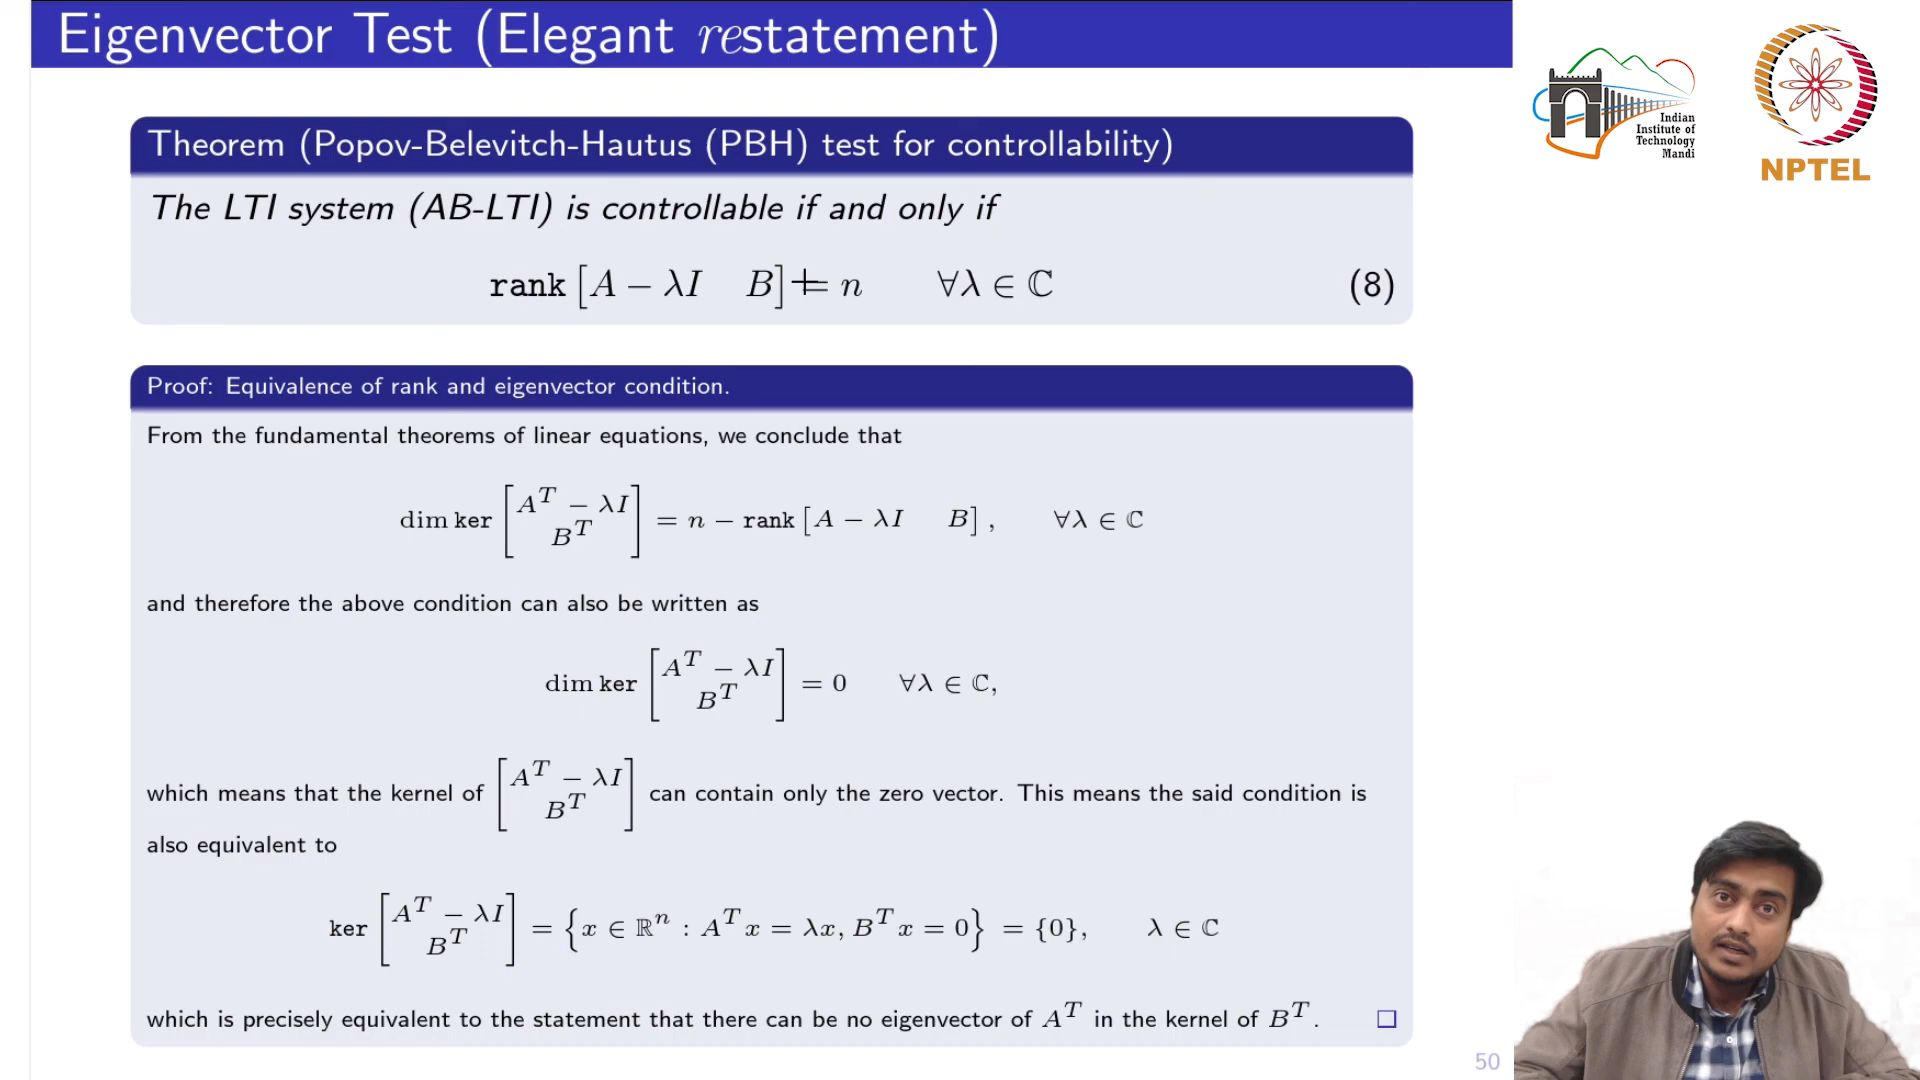 Eigenvector Test (Elegant restatement)
Indian
Institute of
Technology
Mandi
NPTEL
Theorem (Popov-Belevitch-Hautus (PBH) test for controllability)
The LTI system (AB-LTI) is controllable if and only if
rank [A − λI B] = n ∀λ ∈ ℂ (8)
Proof: Equivalence of rank and eigenvector condition.
From the fundamental theorems of linear equations, we conclude that
dim ker [A^T − λI; B^T] = n − rank [A − λI B], ∀λ ∈ ℂ
and therefore the above condition can also be written as
dim ker [A^T − λI; B^T] = 0 ∀λ ∈ ℂ,
which means that the kernel of [A^T − λI; B^T] can contain only the zero vector. This means the said condition is
also equivalent to
ker [A^T − λI; B^T] = {x ∈ ℝ^n : A^T x = λx, B^T x = 0} = {0}, λ ∈ ℂ
which is precisely equivalent to the statement that there can be no eigenvector of A^T in the kernel of B^T. □
50